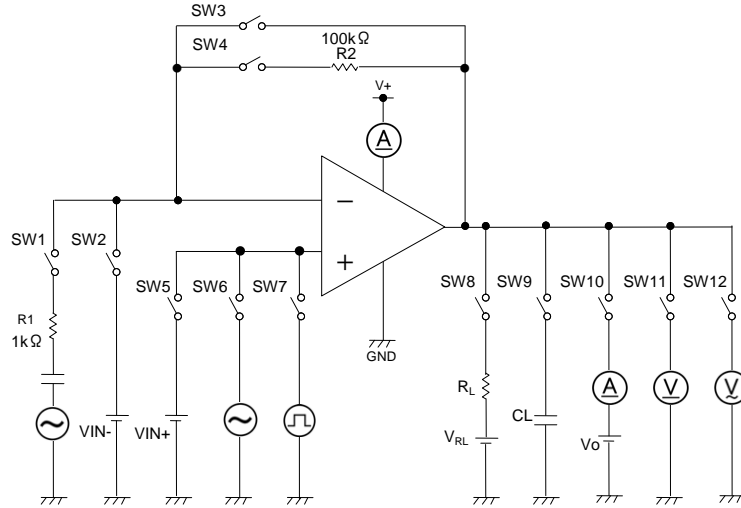 SW3
SW4
100kΩ
R2
V+
A
−
+
SW1
SW2
SW5
SW6
SW7
SW8
SW9
SW10
SW11
SW12
R1
1kΩ
GND
VIN-
VIN+
RL
VRL
CL
A
Vo
V
V